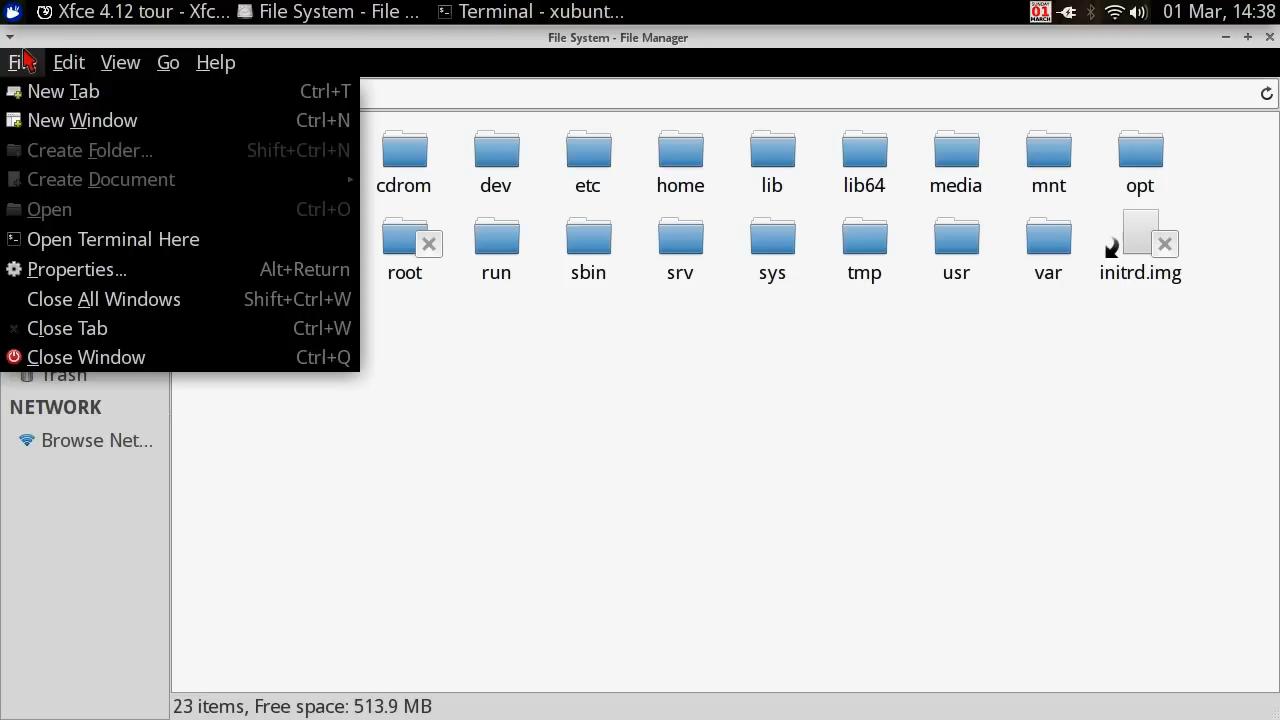 Xfce 4.12 tour - Xfc... File System - File ... Terminal - xubunt... SUNDAY 01 MARCH 01 Mar, 14:38
File System - File Manager
Edit View Go Help
New Tab Ctrl+T
New Window Ctrl+N
Create Folder... Shift+Ctrl+N
Create Document
Open Ctrl+O
Open Terminal Here
Properties... Alt+Return
Close All Windows Shift+Ctrl+W
Close Tab Ctrl+W
Close Window Ctrl+Q
Trash
NETWORK
Browse Net...
cdrom dev etc home lib lib64 media mnt opt
root run sbin srv sys tmp usr var initrd.img
23 items, Free space: 513.9 MB